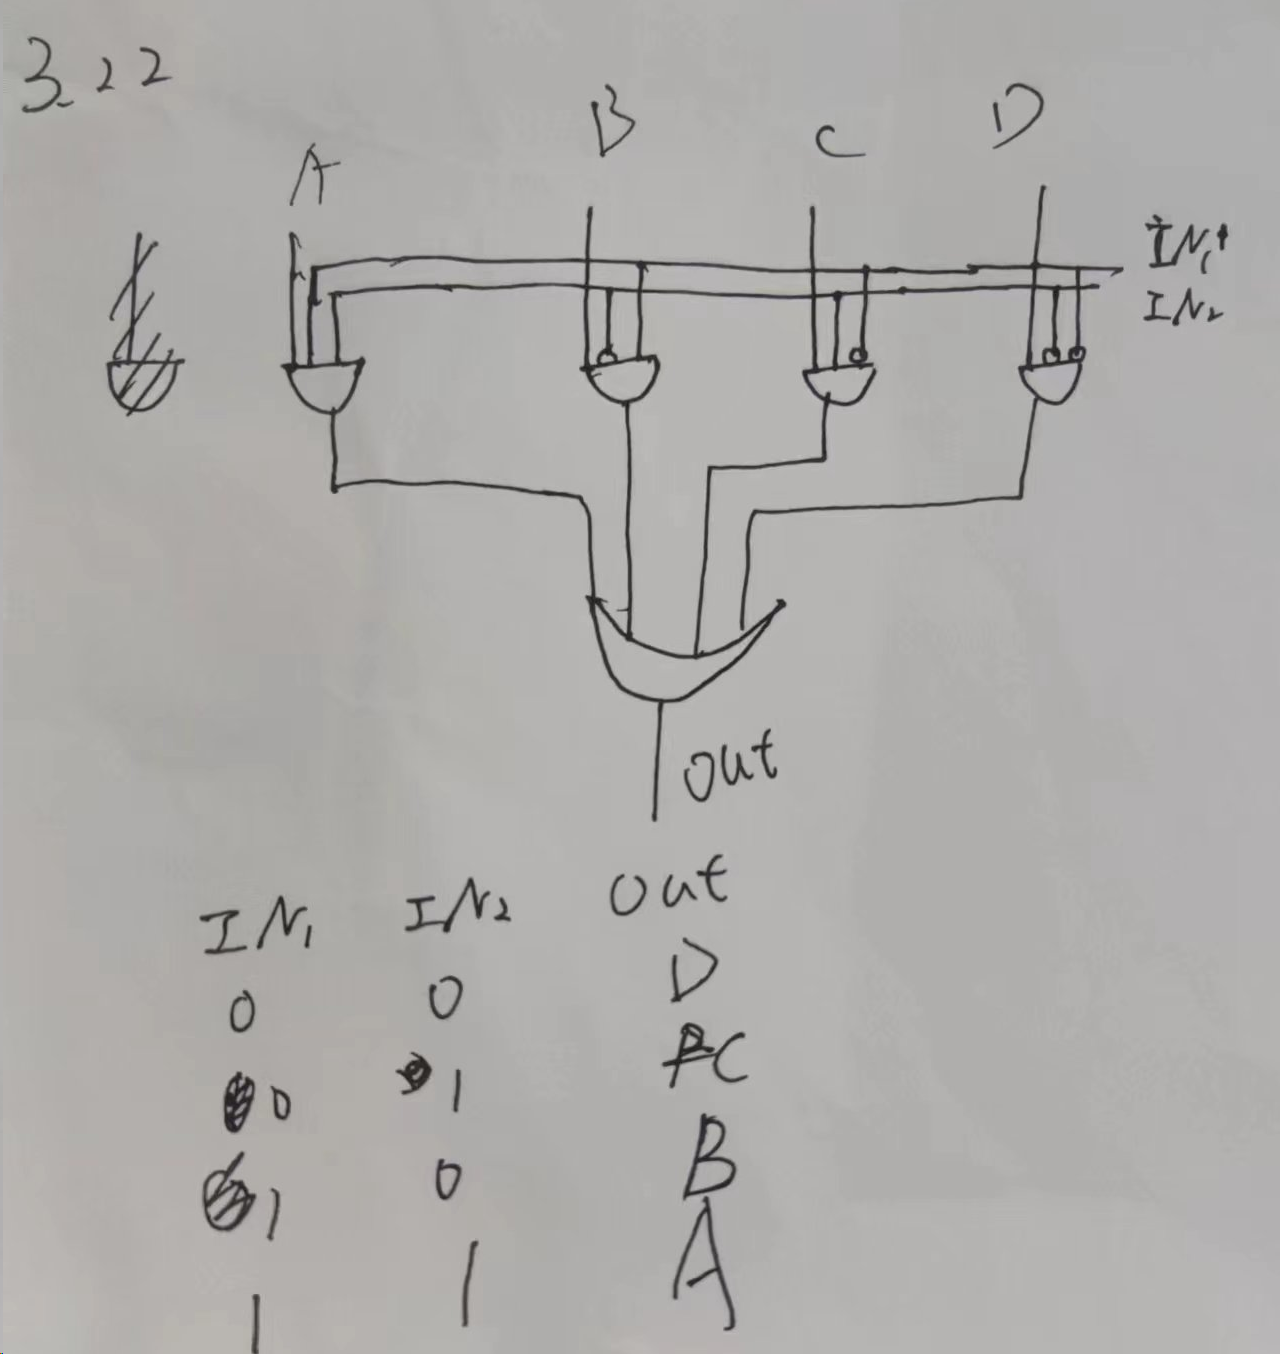 3.22
A B C D
IN1
IN2
out
IN1 IN2 out
0 0 D
0 1 C
1 0 B
1 1 A